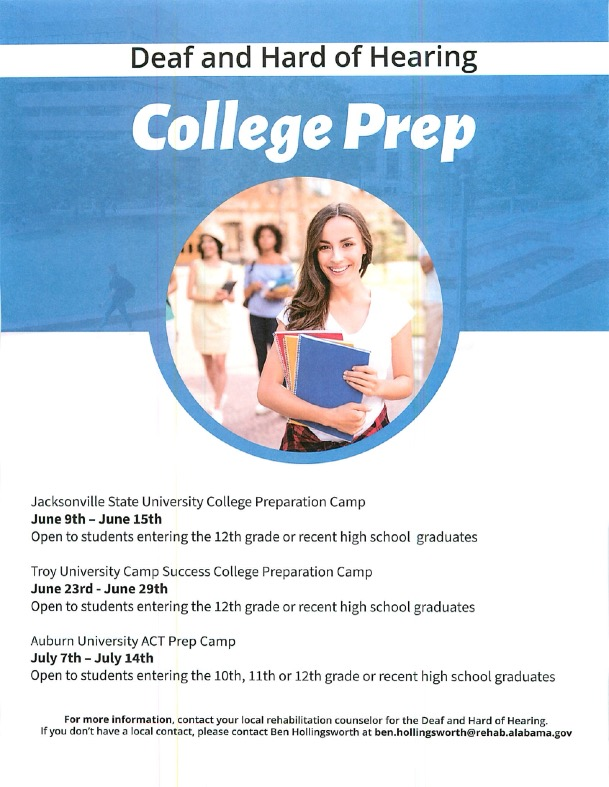 Deaf and Hard of Hearing
College Prep
Jacksonville State University College Preparation Camp
June 9th – June 15th
Open to students entering the 12th grade or recent high school graduates
Troy University Camp Success College Preparation Camp
June 23rd - June 29th
Open to students entering the 12th grade or recent high school graduates
Auburn University ACT Prep Camp
July 7th – July 14th
Open to students entering the 10th, 11th or 12th grade or recent high school graduates
For more information, contact your local rehabilitation counselor for the Deaf and Hard of Hearing.
If you don't have a local contact, please contact Ben Hollingsworth at ben.hollingsworth@rehab.alabama.gov